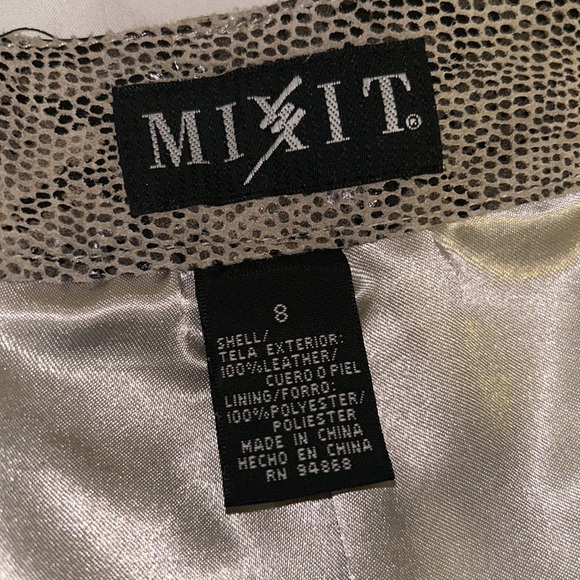 MIXIT®
8
SHELL/
TELA EXTERIOR:
100%LEATHER/
CUERO O PIEL
LINING/FORRO:
100%POLYESTER/
POLIESTER
MADE IN CHINA
HECHO EN CHINA
RN 94868